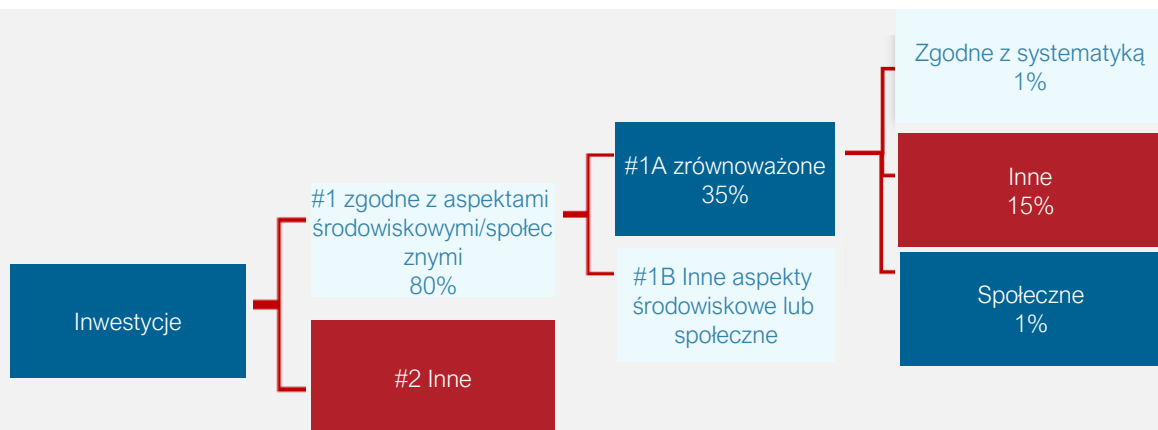 Inwestycje
#1 zgodne z aspektami
środowiskowymi/społec
znymi
80%
#2 Inne
#1A zrównoważone
35%
#1B Inne aspekty
środowiskowe lub
społeczne
Zgodne z systematyką
1%
Inne
15%
Społeczne
1%